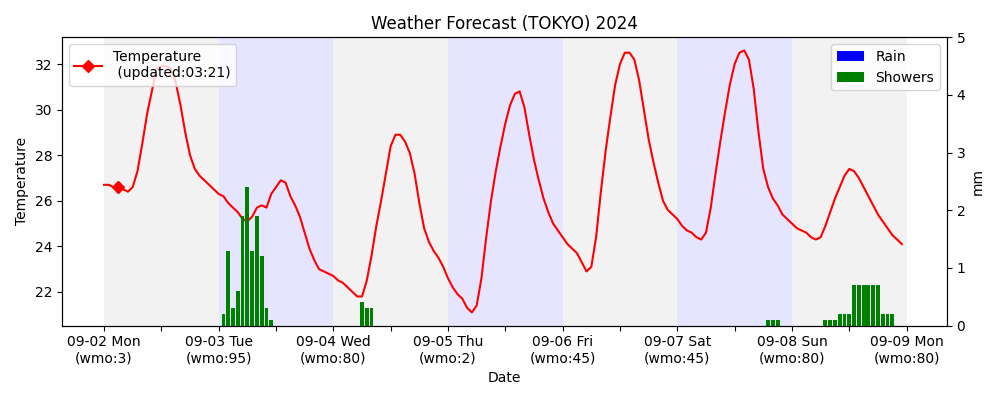 Weather Forecast (TOKYO) 2024
Temperature
(updated:03:21)
Rain
Showers
Temperature
32
30
28
26
24
22
5
4
3
2
1
0
mm
09-02 Mon
(wmo:3)
09-03 Tue
(wmo:95)
09-04 Wed
(wmo:80)
09-05 Thu
(wmo:2)
09-06 Fri
(wmo:45)
09-07 Sat
(wmo:45)
09-08 Sun
(wmo:80)
09-09 Mon
(wmo:80)
Date